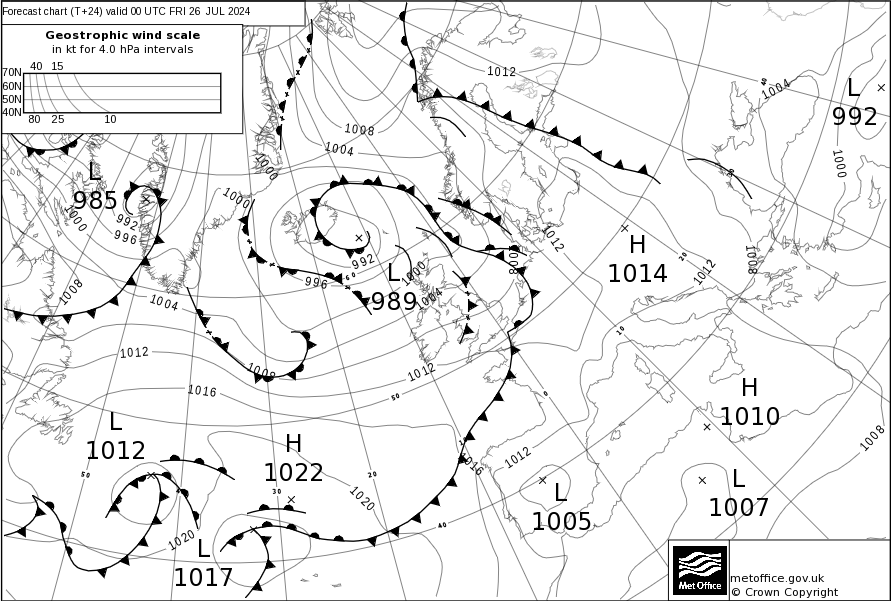 Forecast chart (T+24) valid 00 UTC FRI 26 JUL 2024
Geostrophic wind scale
in kt for 4.0 hPa intervals
40 15
70N
60N
50N
40N
80 25 10
1012
1004
L
992
1008
1004
1000
1000
L
985
992
996
1000
1000
1012
H
1014
1008
1008
1012
20
992
996
L
989
1000
1004
1008
1004
1012
1016
1008
1012
50
10
0
H
1010
L
1012
H
1022
1016
1012
1008
50
40
30
20
1020
1020
40
L
1017
L
1005
L
1007
Met Office
metoffice.gov.uk
© Crown Copyright